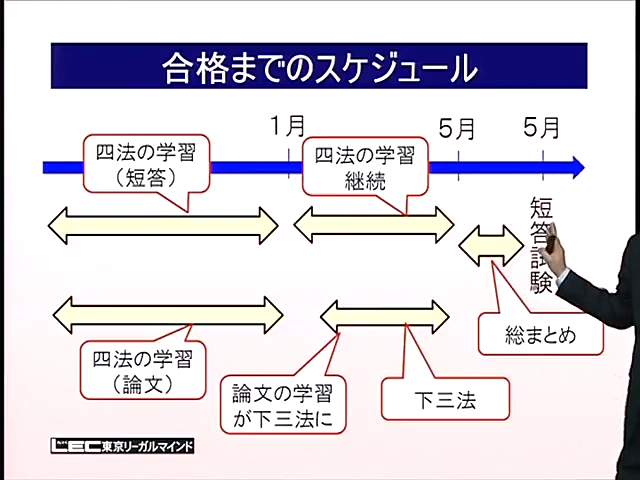 合格までのスケジュール
1月
5月
5月
四法の学習
（短答）
四法の学習
継続
短答試験
総まとめ
四法の学習
（論文）
論文の学習
が下三法に
下三法
LEC東京リーガルマインド